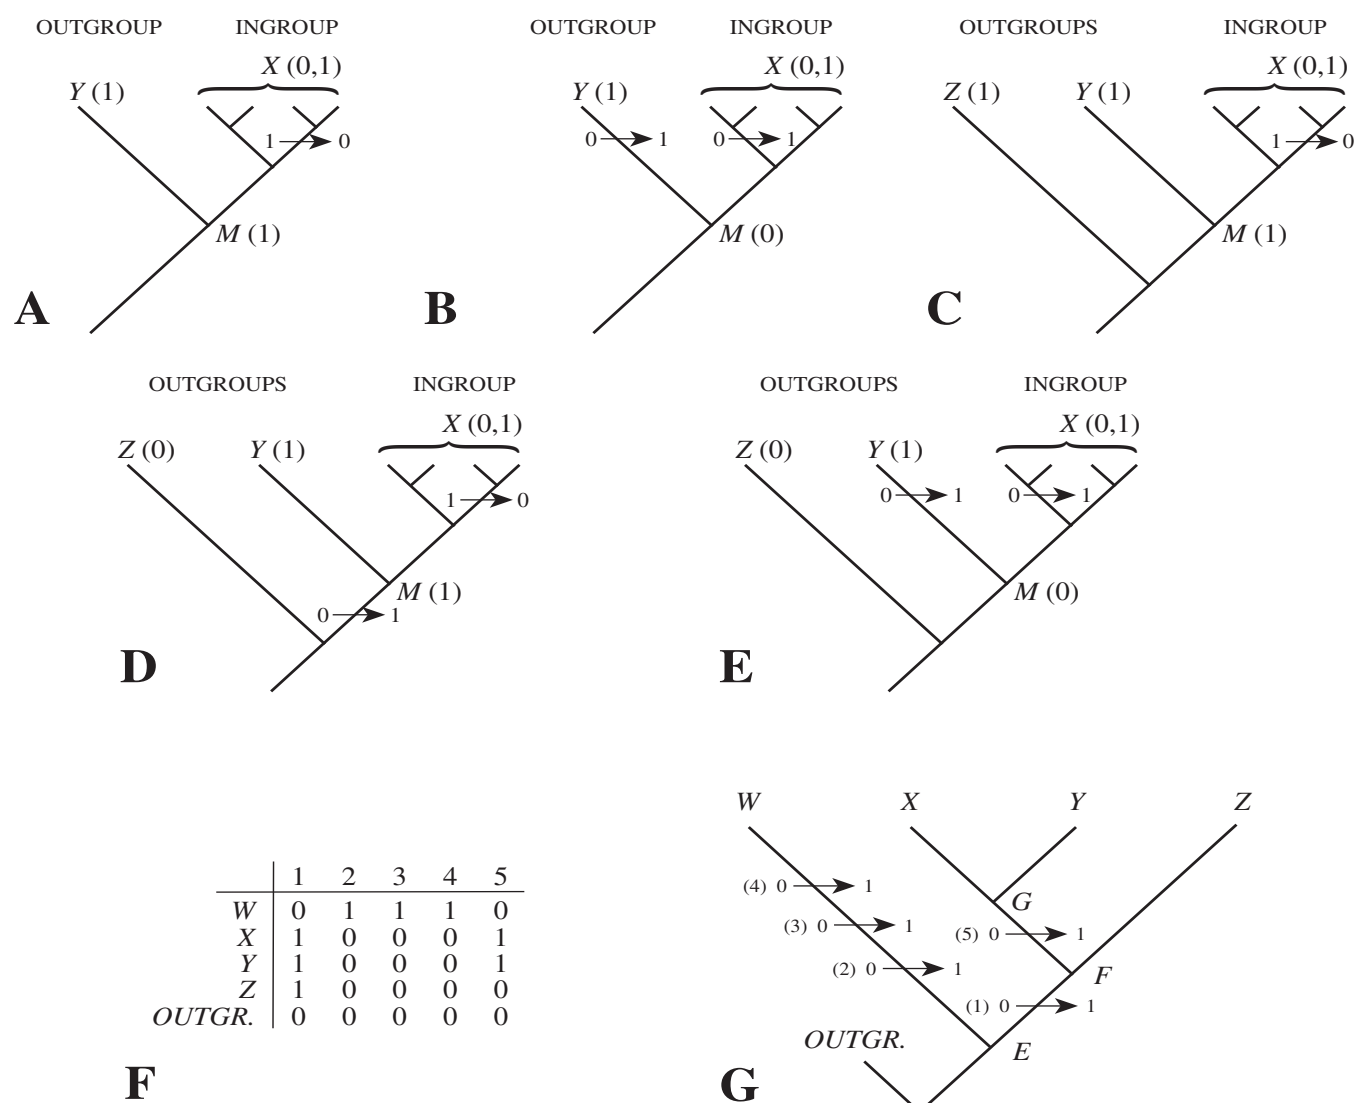 OUTGROUP INGROUP OUTGROUP INGROUP OUTGROUPS INGROUP
X (0,1) X (0,1) X (0,1)
Y (1) Y (1) Z (1) Y (1)
1 0 0 1 0 1 1 0
M (1) M (0) M (1)
A B C
OUTGROUPS INGROUP OUTGROUPS INGROUP
X (0,1) X (0,1)
Z (0) Y (1) Z (0) Y (1)
1 0 0 1 0 1
M (1) M (0)
0 1
D E
W X Y Z
1 2 3 4 5
W 0 1 1 1 0
X 1 0 0 0 1
Y 1 0 0 0 1
Z 1 0 0 0 0
OUTGR. 0 0 0 0 0
(4) 0 1
G
(3) 0 1
(5) 0 1
(2) 0 1
F
(1) 0 1
OUTGR. E
F G